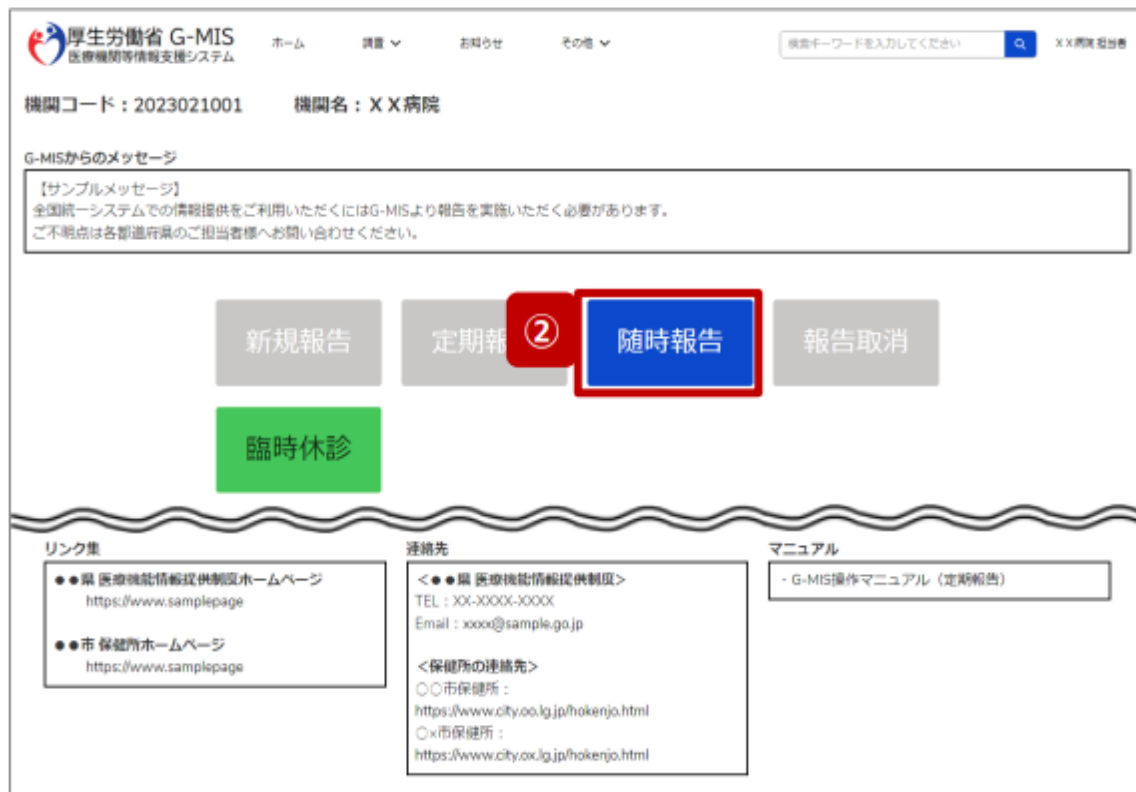 厚生労働省 G-MIS
医療機関等情報支援システム
ホーム
調査
お知らせ
その他
検索キーワードを入力してください
XX病院 担当者
機関コード:2023021001 機関名:XX病院
G-MISからのメッセージ
【サンプルメッセージ】
全国統一システムでの情報提供をご利用いただくにはG-MISより報告を実施いただく必要があります。
ご不明点は各都道府県のご担当者様へお問い合わせください。
新規報告
定期報
②
随時報告
報告取消
臨時休診
リンク集
●●県 医療機能情報提供制度ホームページ
https://www.samplepage
●●市 保健所ホームページ
https://www.samplepage
連絡先
<●●県 医療機能情報提供制度>
TEL:XX-XXXX-XXXX
Email:xxxx@sample.go.jp
<保健所の連絡先>
○○市保健所:
https://www.city.oo.lg.jp/hokenjo.html
○×市保健所:
https://www.city.ox.lg.jp/hokenjo.html
マニュアル
- G-MIS操作マニュアル(定期報告)